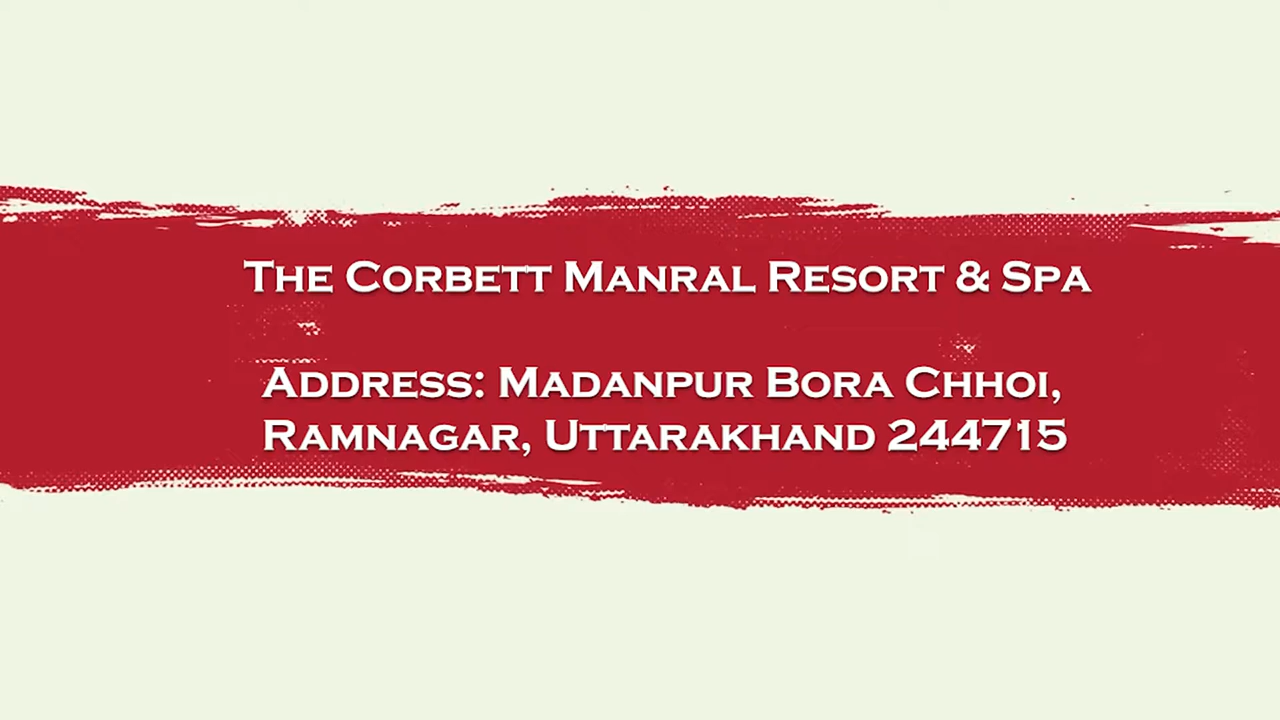 The Corbett Manral Resort & Spa
Address: Madanpur Bora Chhoi,
Ramnagar, Uttarakhand 244715